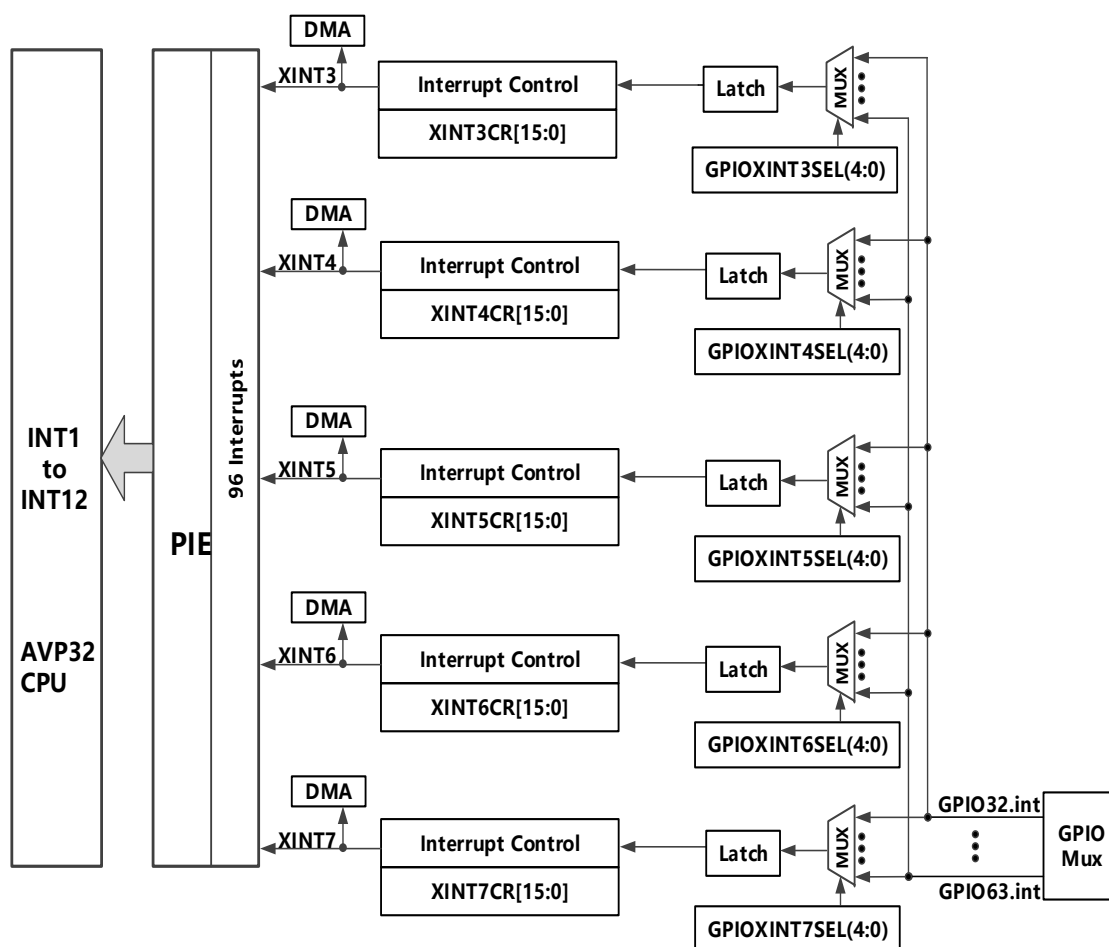 DMA
XINT3
Interrupt Control
XINT3CR[15:0]
Latch
MUX
GPIOXINT3SEL(4:0)
DMA
XINT4
Interrupt Control
XINT4CR[15:0]
Latch
MUX
GPIOXINT4SEL(4:0)
INT1
to
INT12
AVP32
CPU
PIE
96 Interrupts
DMA
XINT5
Interrupt Control
XINT5CR[15:0]
Latch
MUX
GPIOXINT5SEL(4:0)
DMA
XINT6
Interrupt Control
XINT6CR[15:0]
Latch
MUX
GPIOXINT6SEL(4:0)
DMA
XINT7
Interrupt Control
XINT7CR[15:0]
Latch
MUX
GPIOXINT7SEL(4:0)
GPIO32.int
GPIO63.int
GPIO
Mux